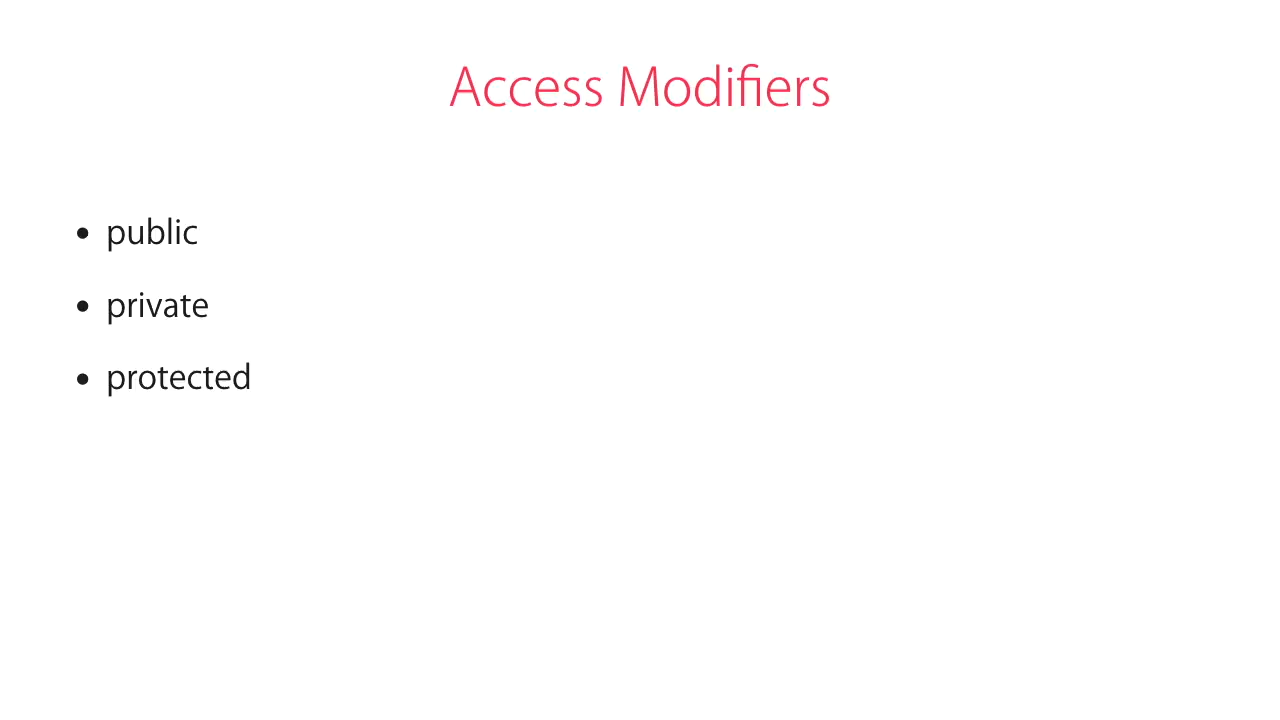 Access Modifiers
• public
• private
• protected